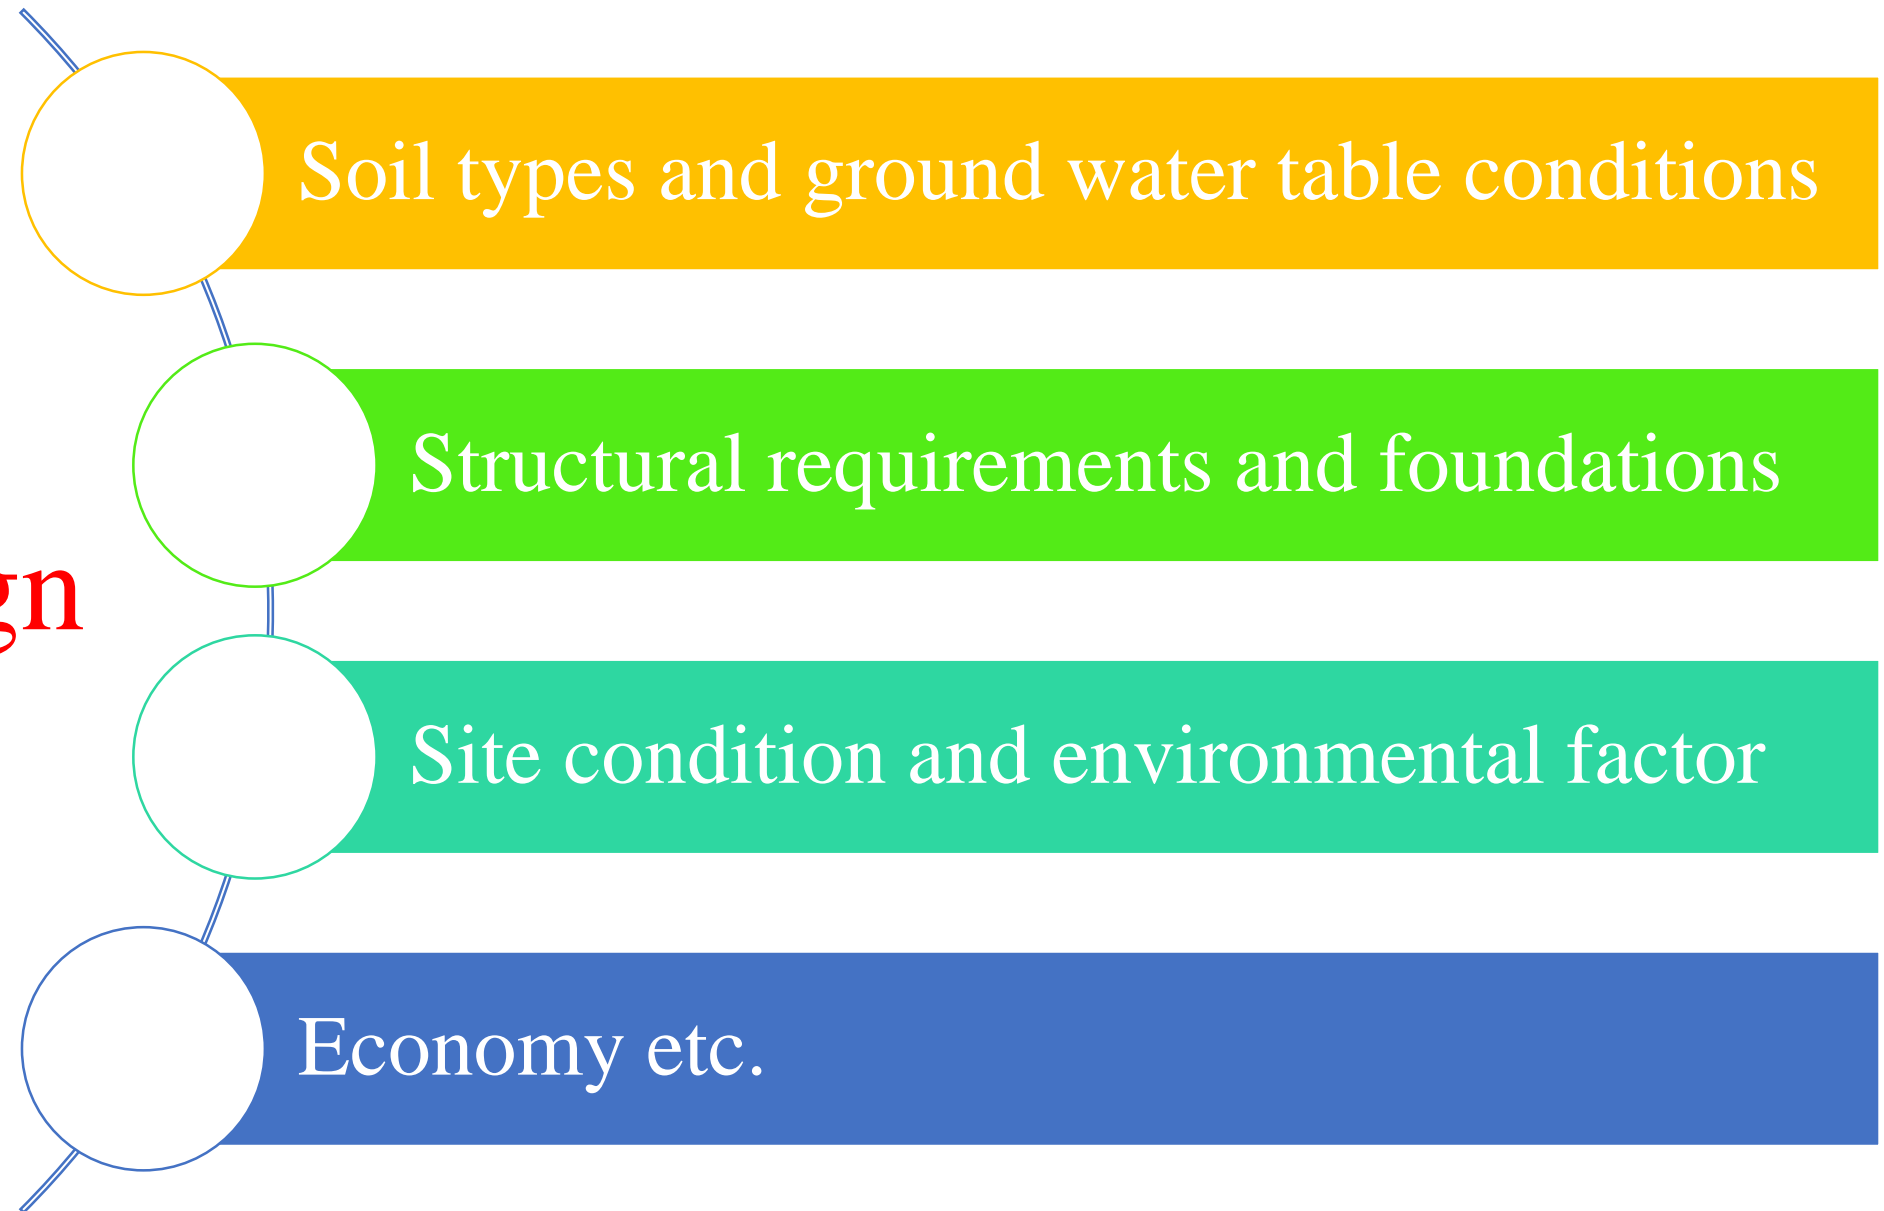 Soil types and ground water table conditions
Structural requirements and foundations
gn
Site condition and environmental factor
Economy etc.